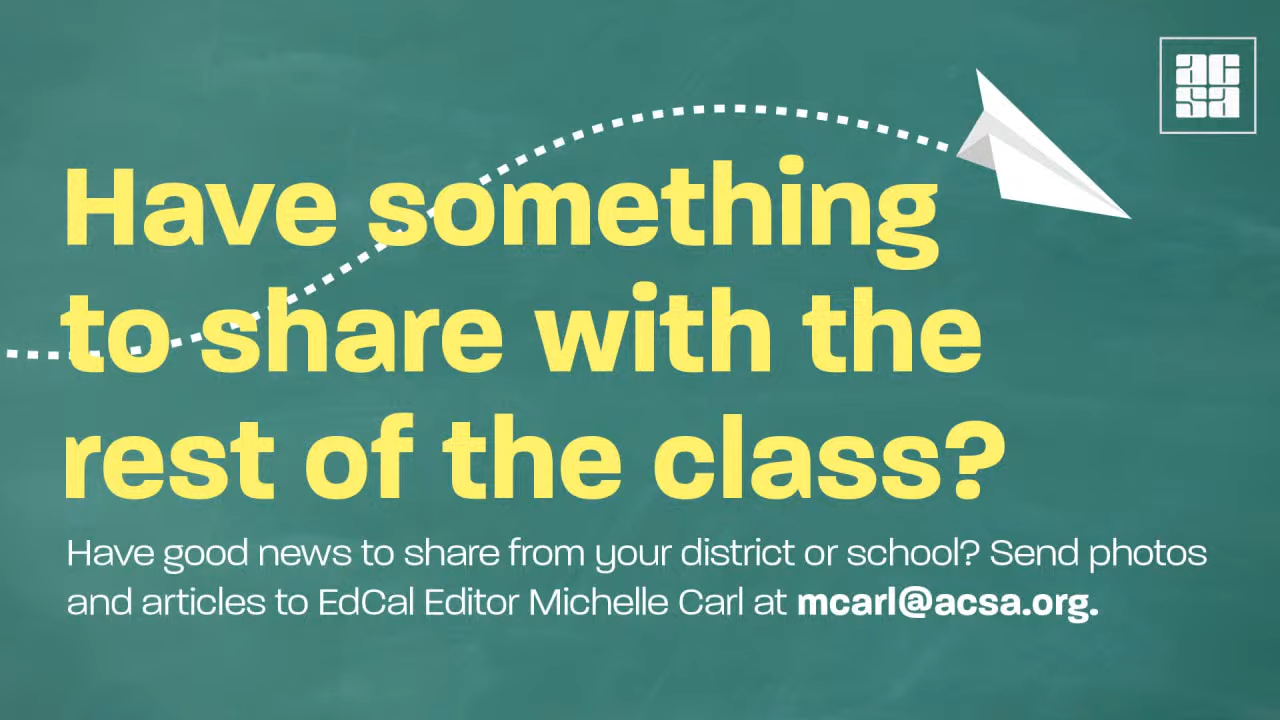 ac
sa
Have something
to share with the
rest of the class?
Have good news to share from your district or school? Send photos
and articles to EdCal Editor Michelle Carl at mcarl@acsa.org.